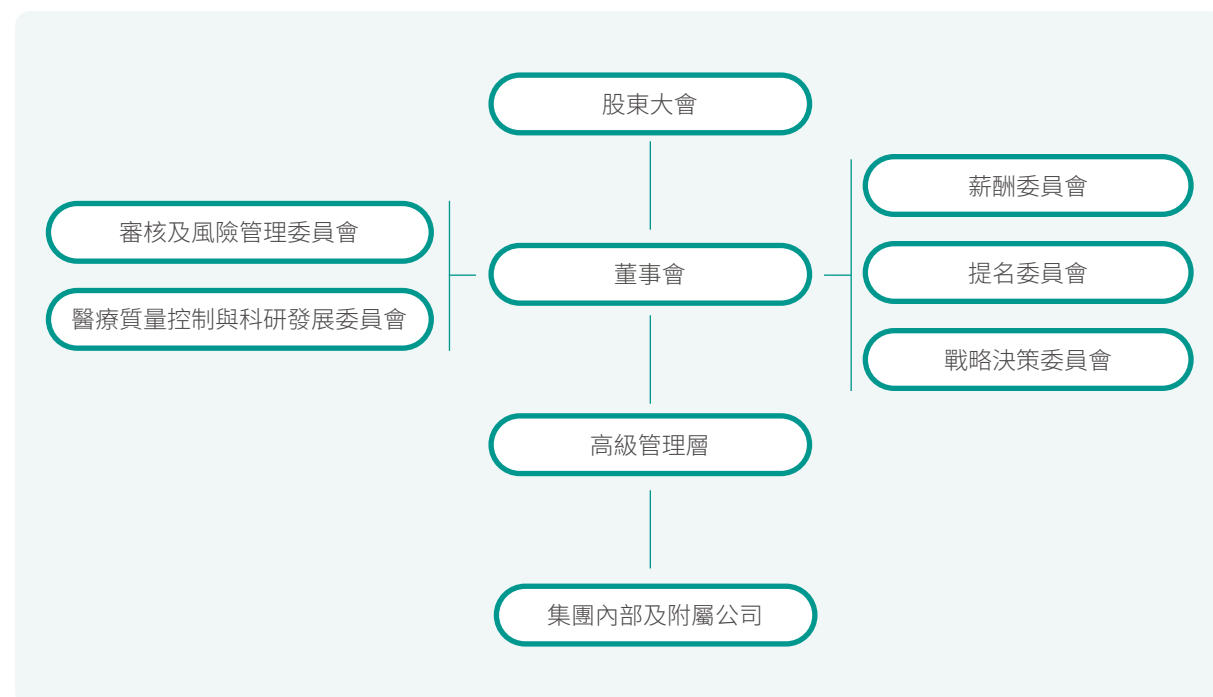 股東大會
審核及風險管理委員會
醫療質量控制與科研發展委員會
董事會
薪酬委員會
提名委員會
戰略決策委員會
高級管理層
集團內部及附屬公司